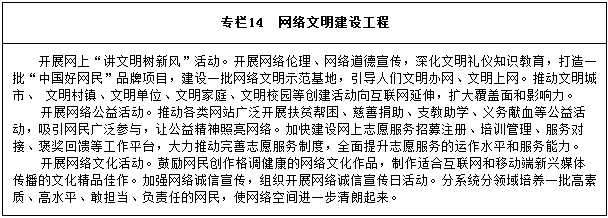 专栏14 网络文明建设工程
开展网上“讲文明树新风”活动。开展网络伦理、网络道德宣传，深化文明礼仪知识教育，打造一
批“中国好网民”品牌项目，建设一批网络文明示范基地，引导人们文明办网、文明上网。推动文明城
市、 文明村镇、文明单位、文明家庭、文明校园等创建活动向互联网延伸，扩大覆盖面和影响力。
开展网络公益活动。推动各类网站广泛开展扶贫帮困、慈善捐助、支教助学、义务献血等公益活
动，吸引网民广泛参与，让公益精神照亮网络。加快建设网上志愿服务招募注册、培训管理、服务对
接、褒奖回馈等工作平台，大力推动完善志愿服务制度，全面提升志愿服务的运作水平和服务能力。
开展网络文化活动。鼓励网民创作格调健康的网络文化作品，制作适合互联网和移动端新兴媒体
传播的文化精品佳作。加强网络诚信宣传，组织开展网络诚信宣传日活动。分系统分领域培养一批高素
质、高水平、敢担当、负责任的网民，使网络空间进一步清朗起来。